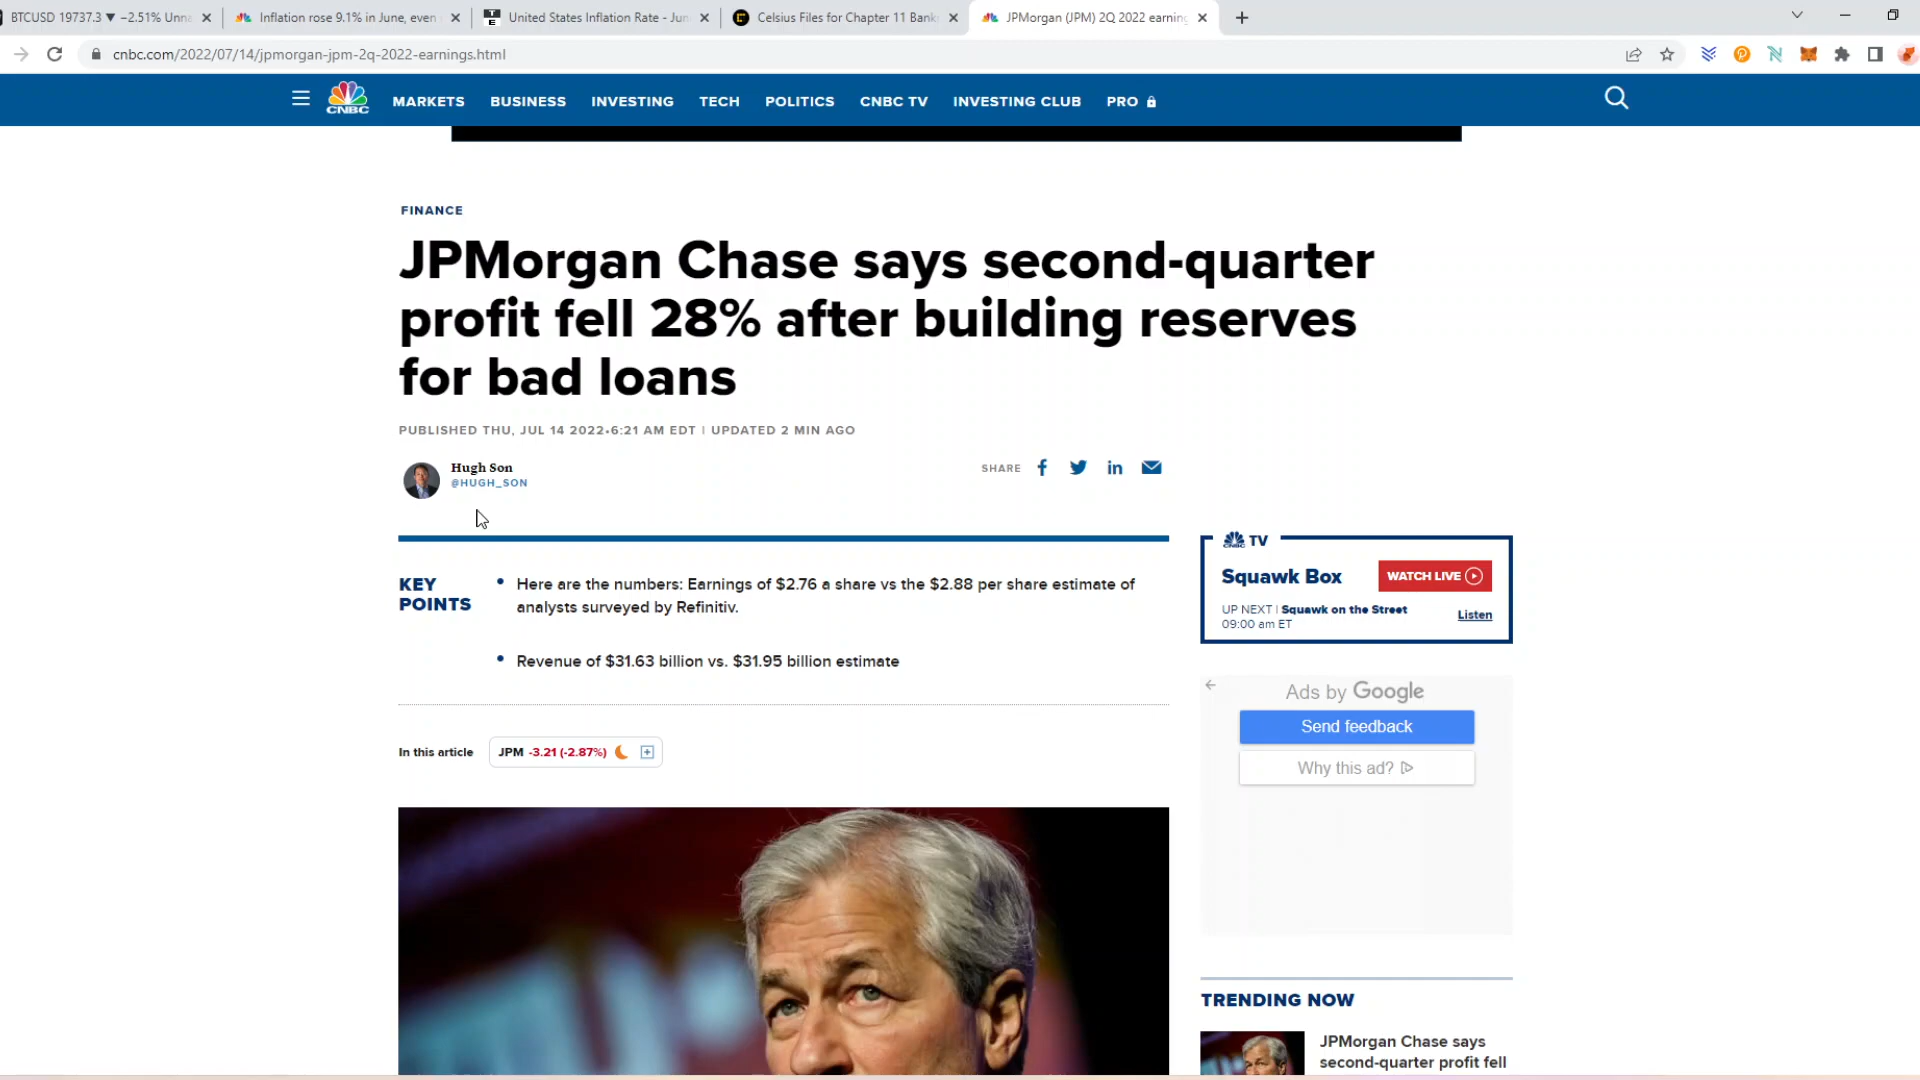 BTCUSD 19737.3 ▼ −2.51% Unna
Inflation rose 9.1% in June, even
United States Inflation Rate - Jun
Celsius Files for Chapter 11 Bank
JPMorgan (JPM) 2Q 2022 earning
cnbc.com/2022/07/14/jpmorgan-jpm-2q-2022-earnings.html
CNBC
MARKETS BUSINESS INVESTING TECH POLITICS CNBC TV INVESTING CLUB PRO
FINANCE
JPMorgan Chase says second-quarter
profit fell 28% after building reserves
for bad loans
PUBLISHED THU, JUL 14 2022•6:21 AM EDT | UPDATED 2 MIN AGO
Hugh Son
@HUGH_SON
SHARE
KEY
POINTS
• Here are the numbers: Earnings of $2.76 a share vs the $2.88 per share estimate of
analysts surveyed by Refinitiv.
• Revenue of $31.63 billion vs. $31.95 billion estimate
In this article
JPM -3.21 (-2.87%)
CNBC TV
Squawk Box
WATCH LIVE
UP NEXT | Squawk on the Street
09:00 am ET
Listen
Ads by Google
Send feedback
Why this ad?
TRENDING NOW
JPMorgan Chase says
second-quarter profit fell